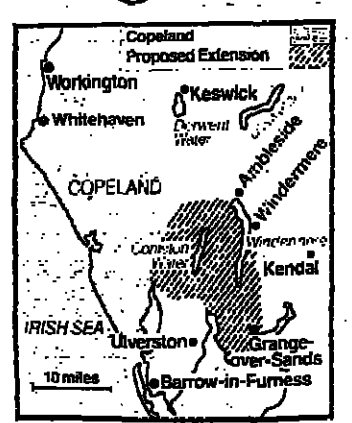 Copeland
Proposed Extension
Workington
Keswick
Whitehaven
Derwent
Water
Ambleside
Windermere
COPELAND
Coniston
Water
Windermere
Kendal
IRISH SEA
Ulverston
Grange-
over-Sands
10 miles
Barrow-in-Furness